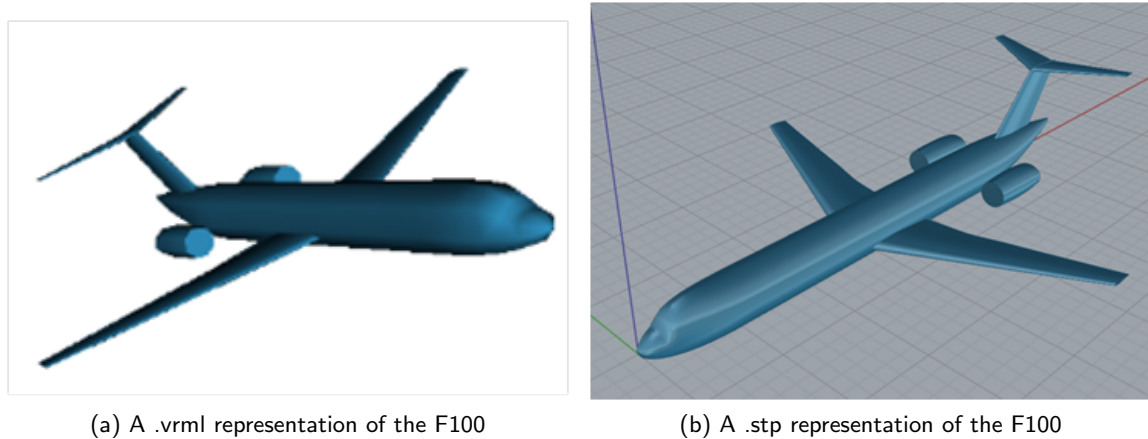 (a) A .vrml representation of the F100
(b) A .stp representation of the F100